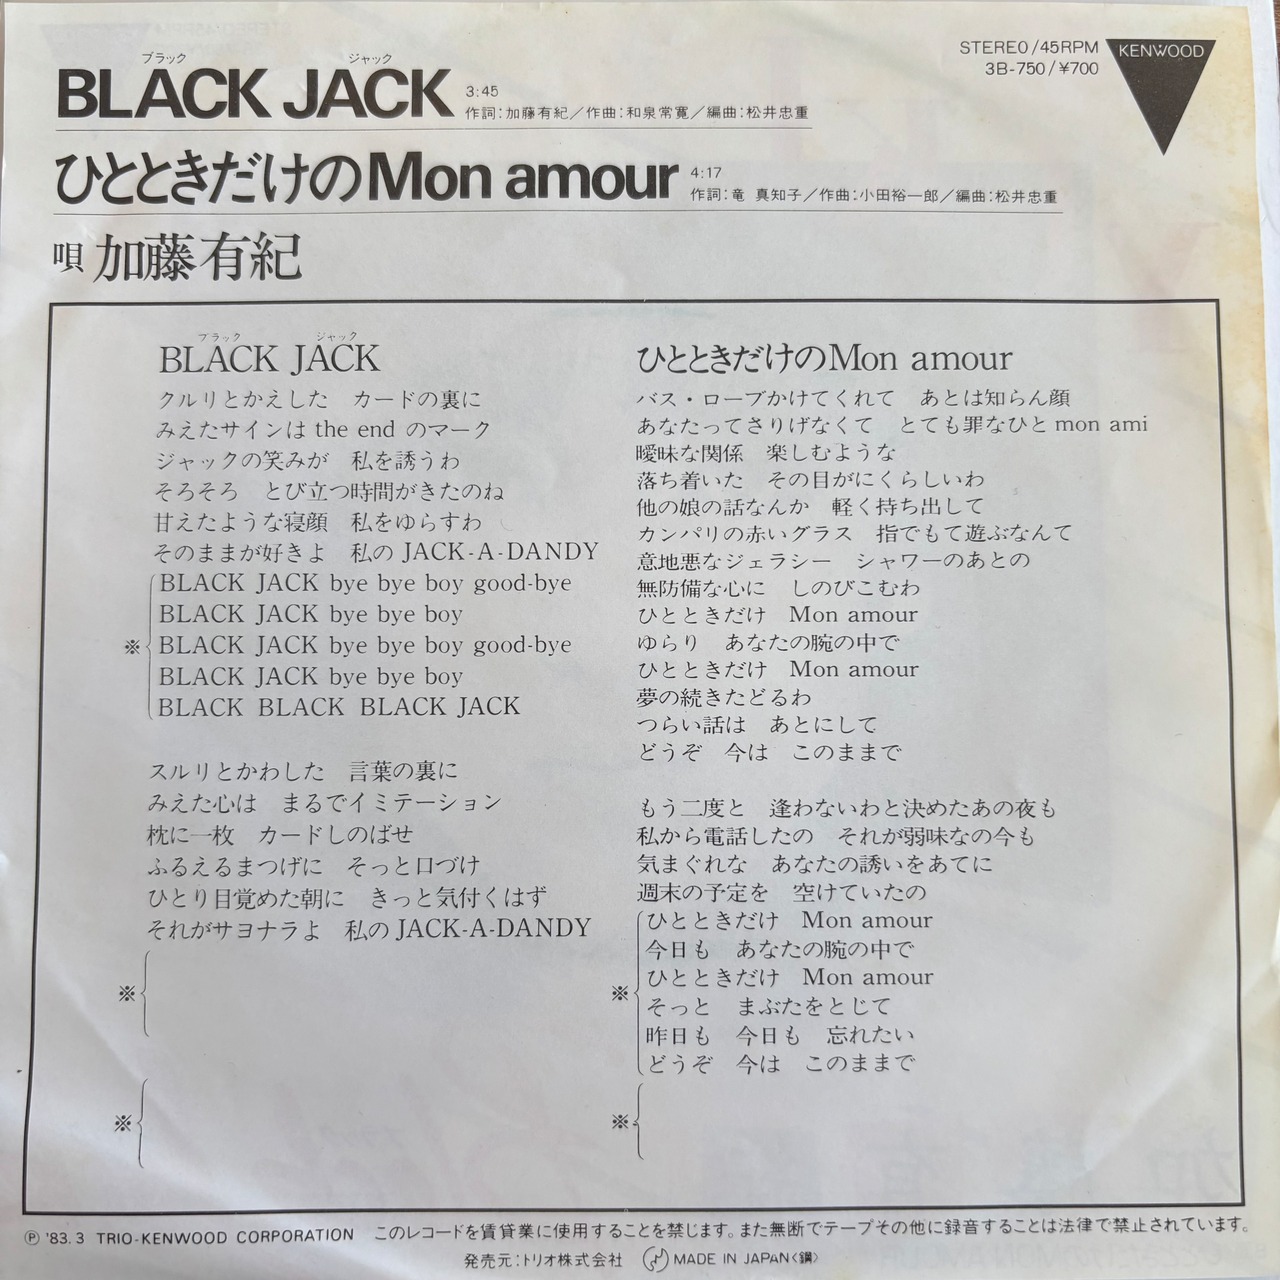 ブラック ジャック
BLACK JACK 3:45
作詞:加藤有紀／作曲:和泉常寛／編曲:松井忠重
STEREO/45RPM
3B-750/¥700
KENWOOD
ひとときだけのMon amour 4:17
作詞:竜 真知子／作曲:小田裕一郎／編曲:松井忠重
唄 加藤有紀
ブラック ジャック
BLACK JACK
クルリとかえした　カードの裏に
みえたサインは the end のマーク
ジャックの笑みが　私を誘うわ
そろそろ　とび立つ時間がきたのね
甘えたような寝顔　私をゆらすわ
そのままが好きよ　私の JACK-A-DANDY
BLACK JACK bye bye boy good-bye
BLACK JACK bye bye boy
※ BLACK JACK bye bye boy good-bye
BLACK JACK bye bye boy
BLACK BLACK BLACK JACK
スルリとかわした　言葉の裏に
みえた心は　まるでイミテーション
枕に一枚　カードしのばせ
ふるえるまつげに　そっと口づけ
ひとり目覚めた朝に　きっと気付くはず
それがサヨナラよ　私の JACK-A-DANDY
※
※
ひとときだけのMon amour
バス・ローブかけてくれて　あとは知らん顔
あなたってさりげなくて　とても罪なひと mon ami
曖昧な関係　楽しむような
落ち着いた　その目がにくらしいわ
他の娘の話なんか　軽く持ち出して
カンパリの赤いグラス　指でもて遊ぶなんて
意地悪なジェラシー　シャワーのあとの
無防備な心に　しのびこむわ
ひとときだけ　Mon amour
ゆらり　あなたの腕の中で
ひとときだけ　Mon amour
夢の続きたどるわ
つらい話は　あとにして
どうぞ　今は　このままで
もう二度と　逢わないわと決めたあの夜も
私から電話したの　それが弱味なの今も
気まぐれな　あなたの誘いをあてに
週末の予定を　空けていたの
ひとときだけ　Mon amour
今日も　あなたの腕の中で
ひとときだけ　Mon amour
※ そっと　まぶたをとじて
昨日も　今日も　忘れたい
どうぞ　今は　このままで
※
Ⓟ '83.3 TRIO-KENWOOD CORPORATION このレコードを賃貸業に使用することを禁じます。また無断でテープその他に録音することは法律で禁止されています。
発売元:トリオ株式会社 MADE IN JAPAN〈鋼〉